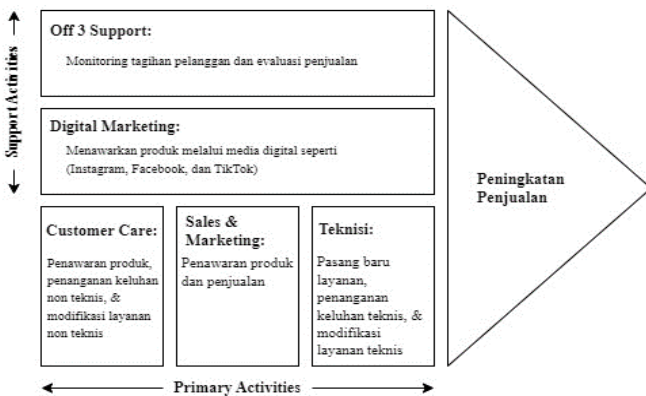 Support Activities
Off 3 Support:
Monitoring tagihan pelanggan dan evaluasi penjualan
Digital Marketing:
Menawarkan produk melalui media digital seperti
(Instagram, Facebook, dan TikTok)
Customer Care:
Penawaran produk,
penanganan keluhan
non teknis, &
modifikasi layanan
non teknis
Sales &
Marketing:
Penawaran produk
dan penjualan
Teknisi:
Pasang baru
layanan,
penanganan
keluhan teknis, &
modifikasi
layanan teknis
Peningkatan
Penjualan
Primary Activities